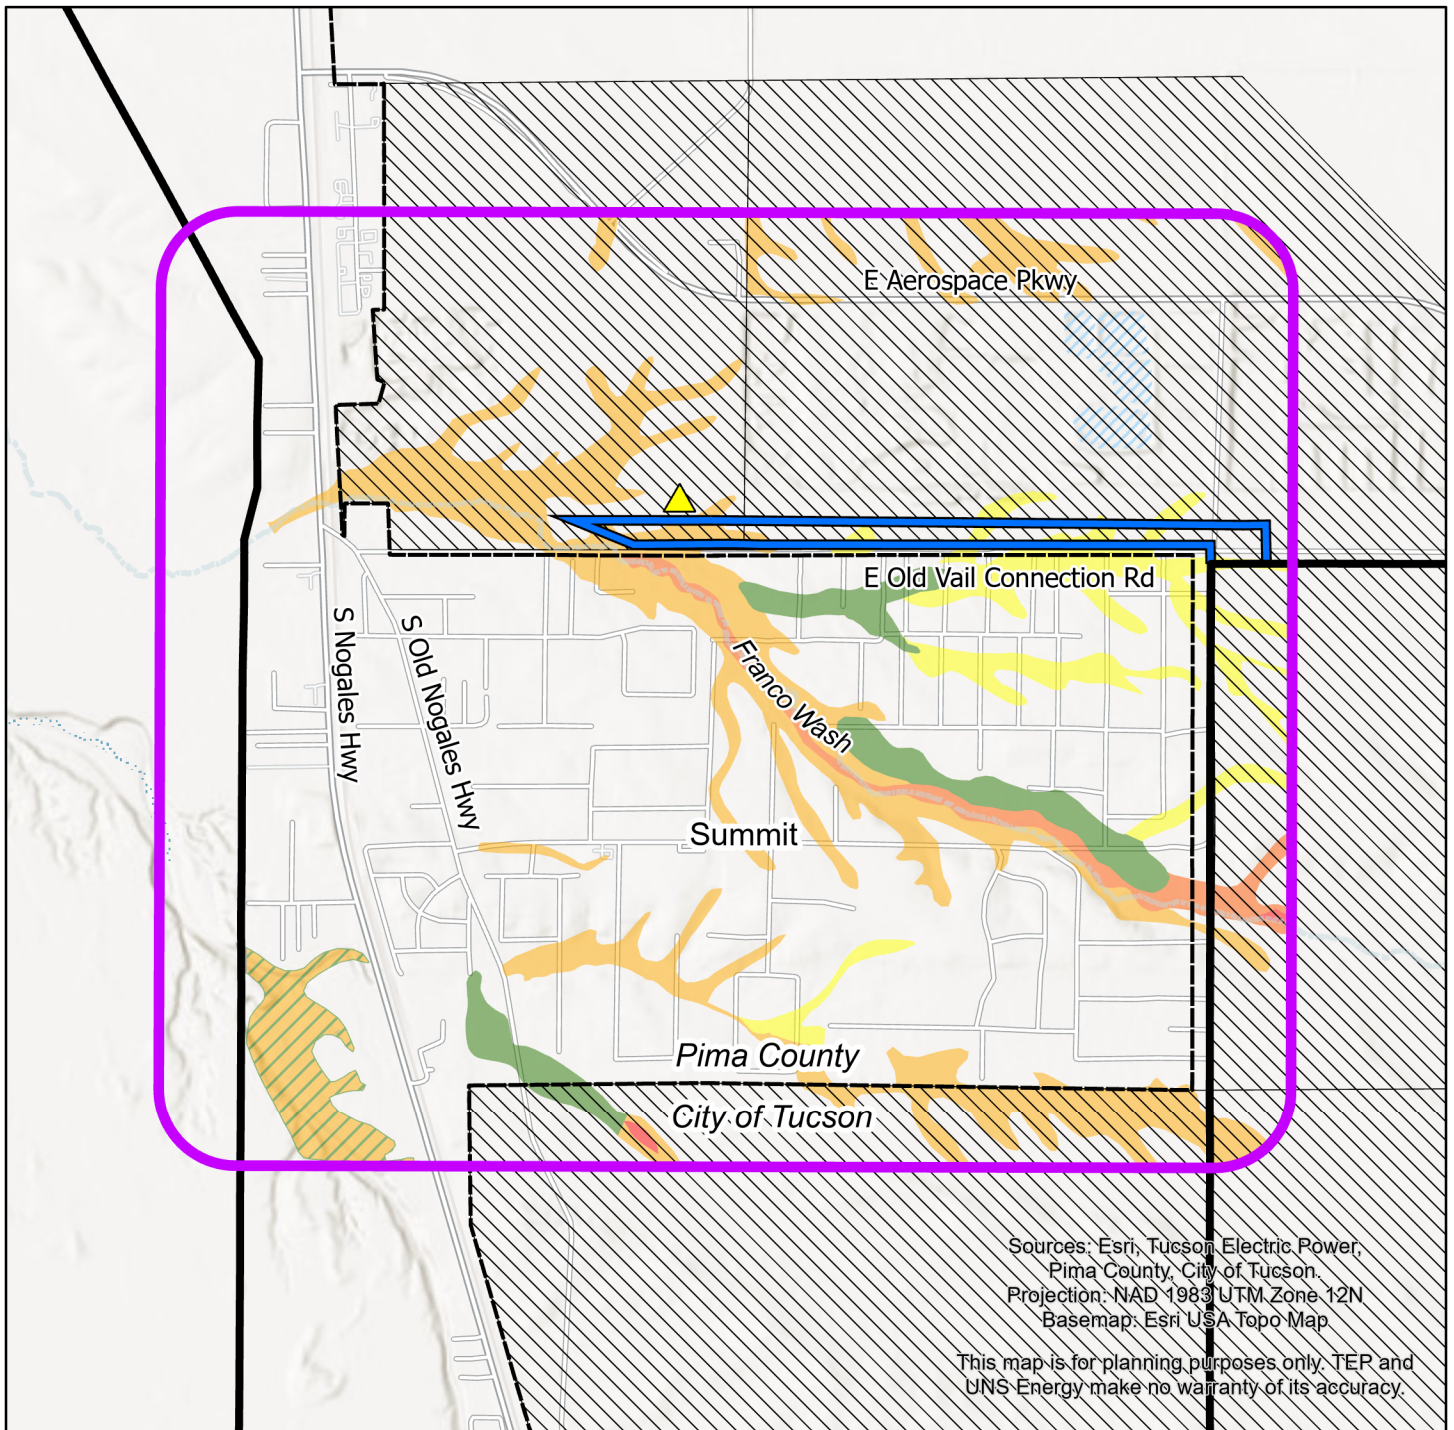 E Aerospace Pkwy
E Old Vail Connection Rd
S Nogales Hwy
S Old Nogales Hwy
Franco Wash
Summit
Pima County
City of Tucson
Sources: Esri, Tucson Electric Power,
Pima County, City of Tucson.
Projection: NAD 1983 UTM Zone 12N
Basemap: Esri USA Topo Map
This map is for planning purposes only. TEP and
UNS Energy make no warranty of its accuracy.